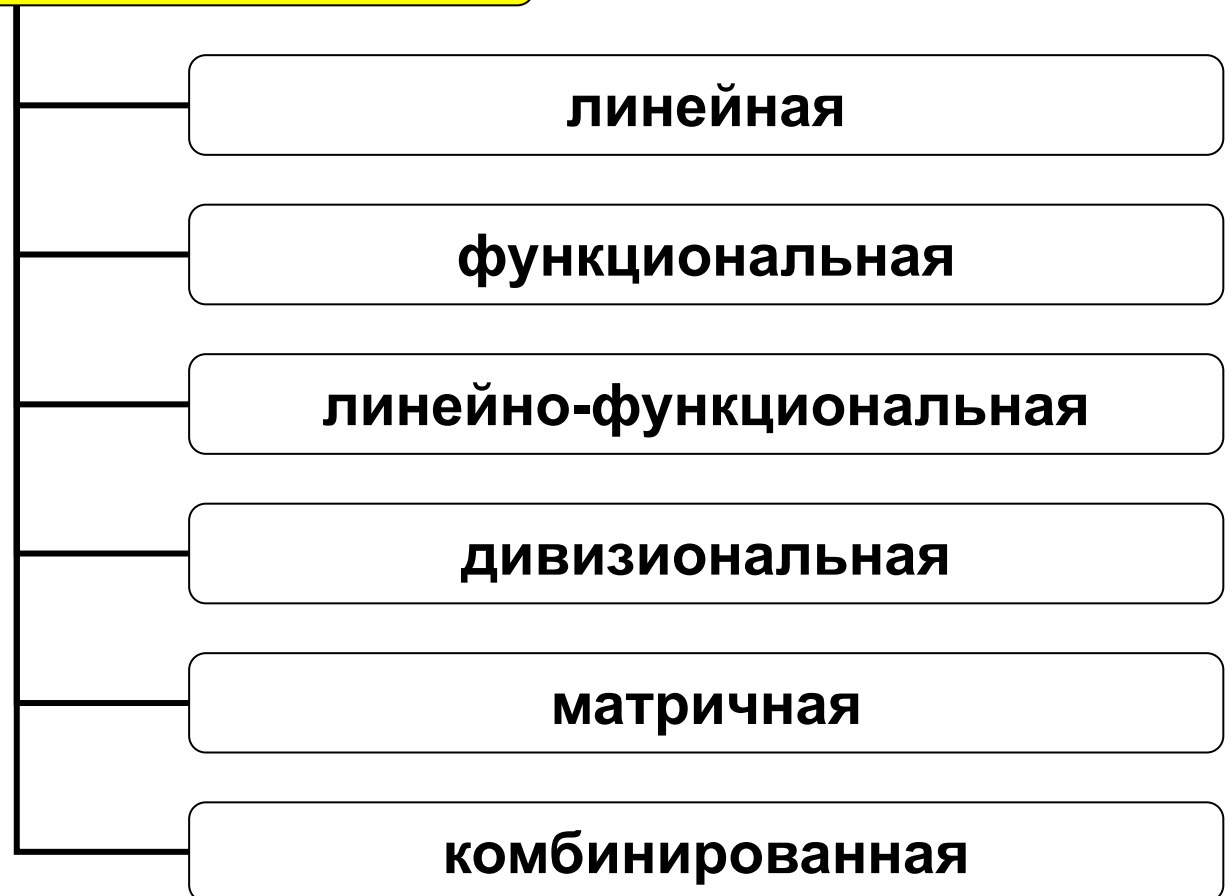 линейная
функциональная
линейно-функциональная
дивизиональная
матричная
комбинированная